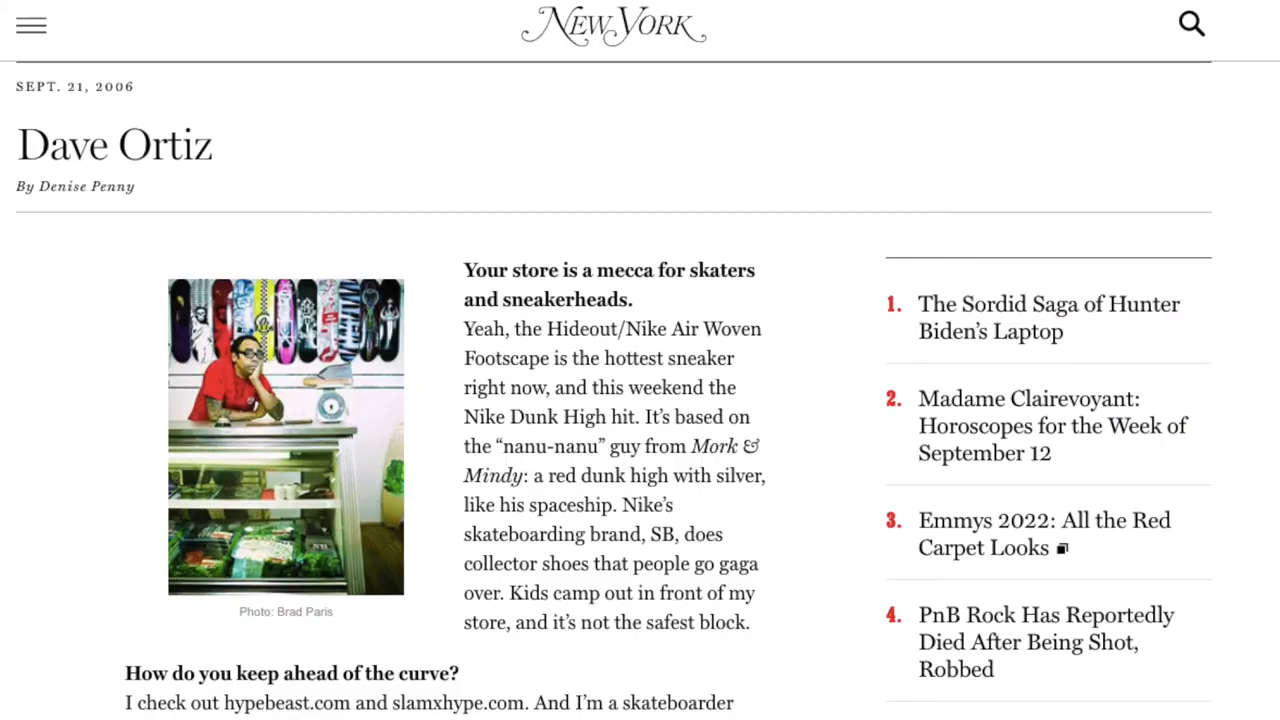 NEW YORK
SEPT. 21, 2006
Dave Ortiz
By Denise Penny
Photo: Brad Paris
Your store is a mecca for skaters
and sneakerheads.
Yeah, the Hideout/Nike Air Woven
Footscape is the hottest sneaker
right now, and this weekend the
Nike Dunk High hit. It’s based on
the “nanu-nanu” guy from Mork &
Mindy: a red dunk high with silver,
like his spaceship. Nike’s
skateboarding brand, SB, does
collector shoes that people go gaga
over. Kids camp out in front of my
store, and it’s not the safest block.
How do you keep ahead of the curve?
I check out hypebeast.com and slamxhype.com. And I’m a skateboarder
1. The Sordid Saga of Hunter
Biden’s Laptop
2. Madame Clairevoyant:
Horoscopes for the Week of
September 12
3. Emmys 2022: All the Red
Carpet Looks
4. PnB Rock Has Reportedly
Died After Being Shot,
Robbed